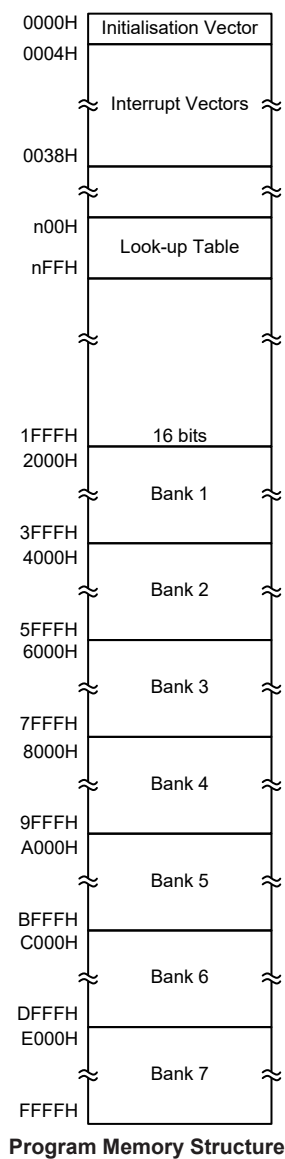 0000H Initialisation Vector
0004H
Interrupt Vectors
0038H
n00H
Look-up Table
nFFH
1FFFH 16 bits
2000H
Bank 1
3FFFH
4000H
Bank 2
5FFFH
6000H
Bank 3
7FFFH
8000H
Bank 4
9FFFH
A000H
Bank 5
BFFFH
C000H
Bank 6
DFFFH
E000H
Bank 7
FFFFH
Program Memory Structure